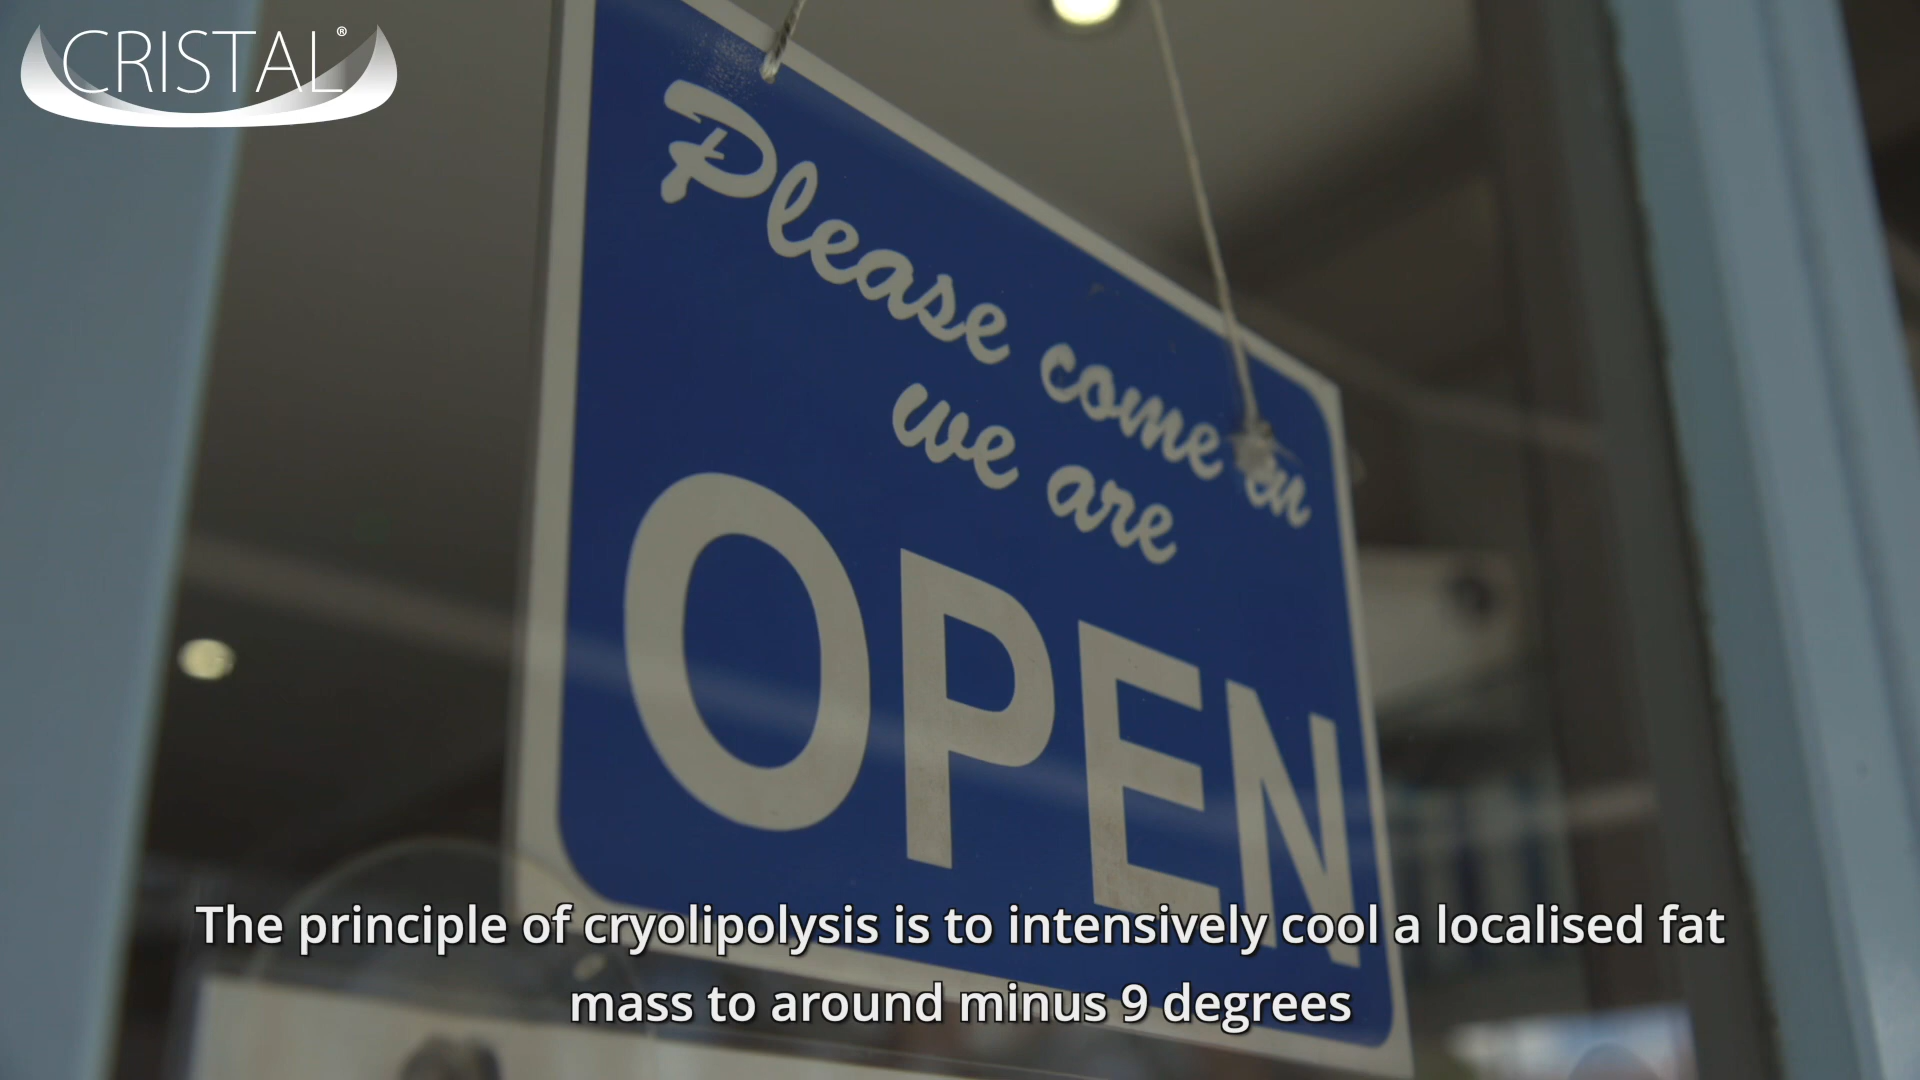 CRISTAL®
Please come in
we are
OPEN
The principle of cryolipolysis is to intensively cool a localised fat
mass to around minus 9 degrees